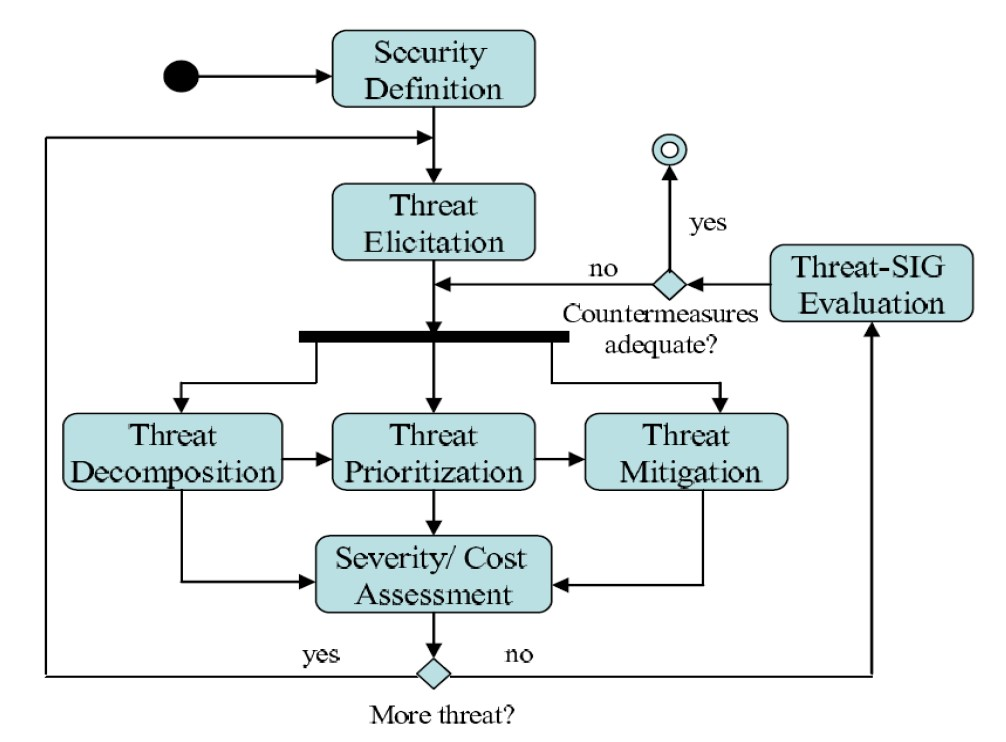 Security
Definition
Threat
Elicitation
yes
no
Threat-SIG
Evaluation
Countermeasures
adequate?
Threat
Decomposition
Threat
Prioritization
Threat
Mitigation
Severity/ Cost
Assessment
yes
no
More threat?